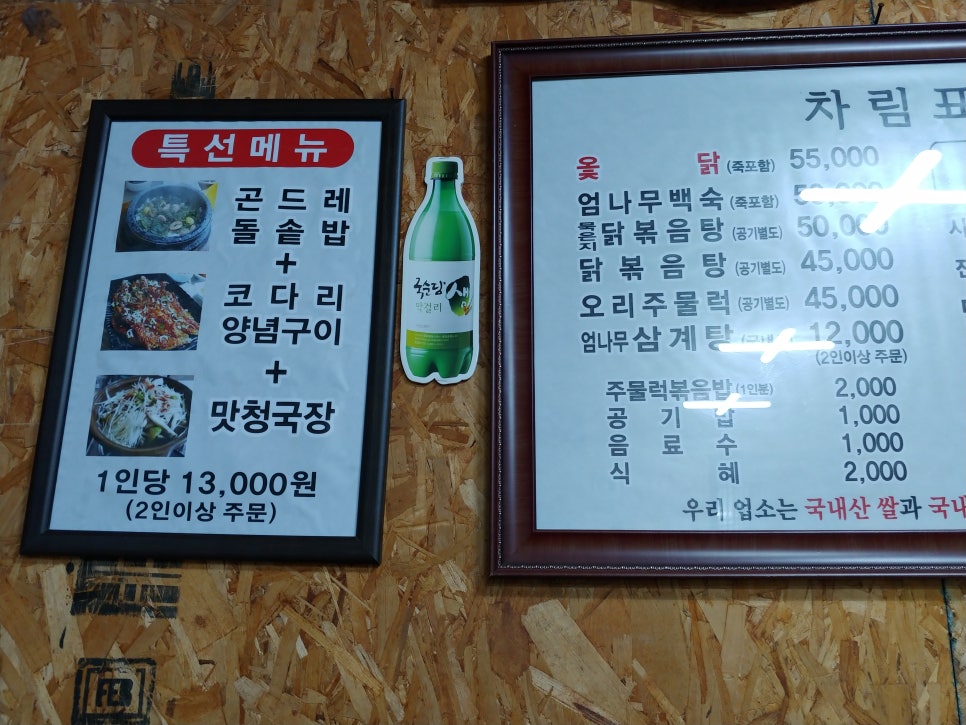 특선메뉴
곤드레
돌솥밥
+
코다리
양념구이
+
맛청국장
1인당 13,000원
(2인이상 주문)
국순당 생
막걸리
차림표
옻닭 (죽포함) 55,000
엄나무백숙 (죽포함)
묵은지 닭볶음탕 (공기별도) 50,000
닭볶음탕 (공기별도) 45,000
오리주물럭 (공기별도) 45,000
엄나무 삼계탕 12,000
(2인이상 주문)
주물럭볶음밥 (1인분) 2,000
공기밥 1,000
음료수 1,000
식혜 2,000
우리 업소는 국내산 쌀과